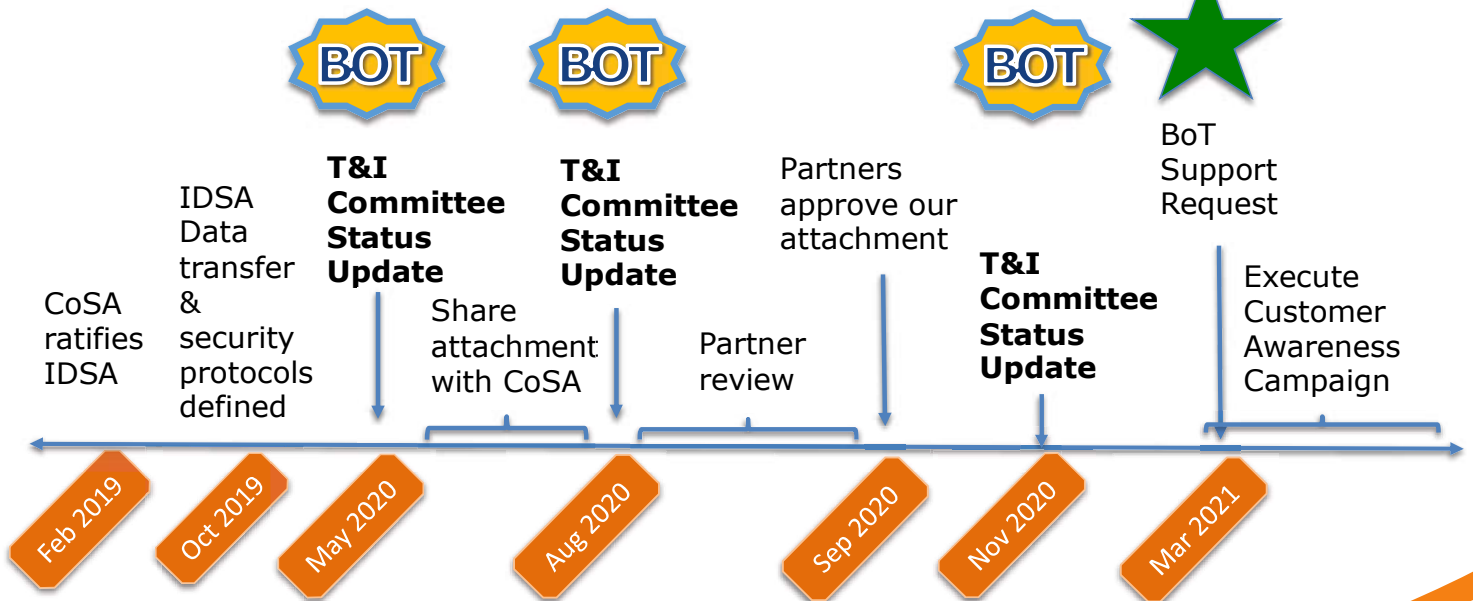 BOT
BOT
BOT
CoSA
ratifies
IDSA
IDSA
Data
transfer
&
security
protocols
defined
T&I
Committee
Status
Update
Share
attachment
with CoSA
T&I
Committee
Status
Update
Partner
review
Partners
approve our
attachment
T&I
Committee
Status
Update
BoT
Support
Request
Execute
Customer
Awareness
Campaign
Feb 2019
Oct 2019
May 2020
Aug 2020
Sep 2020
Nov 2020
Mar 2021